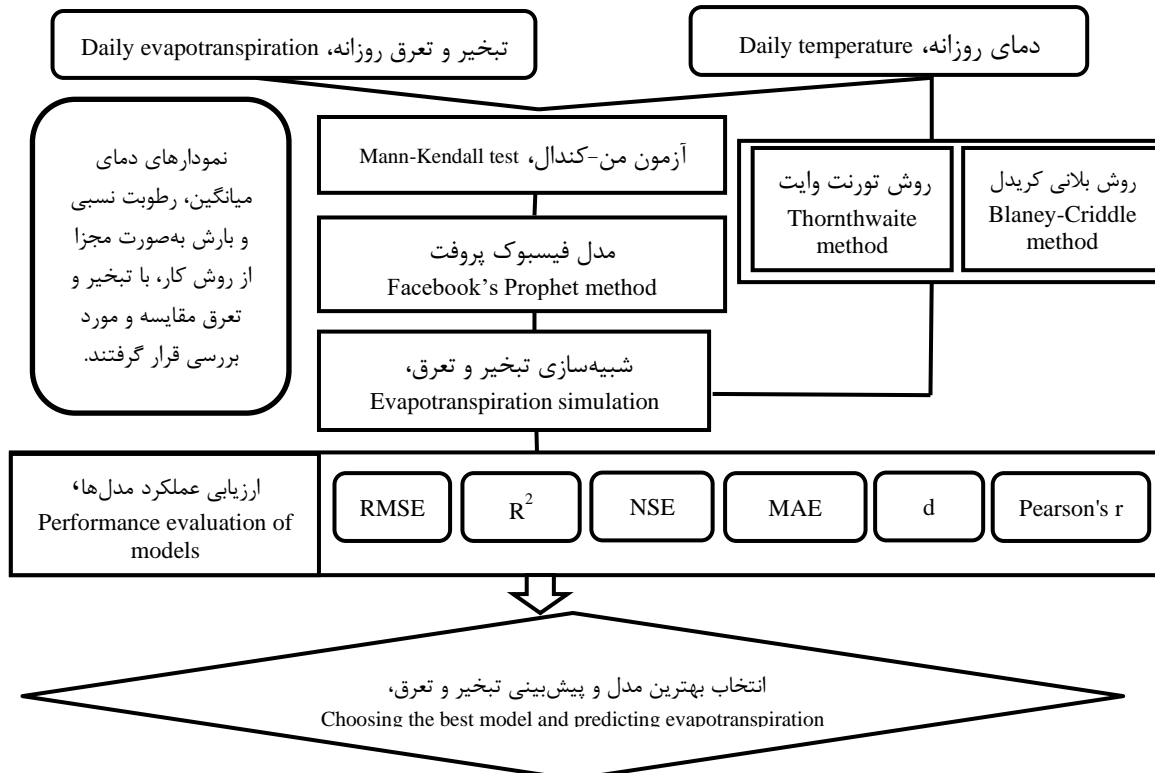 تبخیر و تعرق روزانه، Daily evapotranspiration
دمای روزانه، Daily temperature
نمودارهای دمای
میانگین، رطوبت نسبی
و بارش به‌صورت مجزا
از روش کار، با تبخیر و
تعرق مقایسه و مورد
بررسی قرار گرفتند.
آزمون من-کندال، Mann-Kendall test
روش تورنت وایت
Thornthwaite
method
روش بلانی کریدل
Blaney-Criddle
method
مدل فیسبوک پروفت
Facebook’s Prophet method
شبیه‌سازی تبخیر و تعرق،
Evapotranspiration simulation
ارزیابی عملکرد مدل‌ها،
Performance evaluation of
models
RMSE
R²
NSE
MAE
d
Pearson's r
انتخاب بهترین مدل و پیش‌بینی تبخیر و تعرق،
Choosing the best model and predicting evapotranspiration